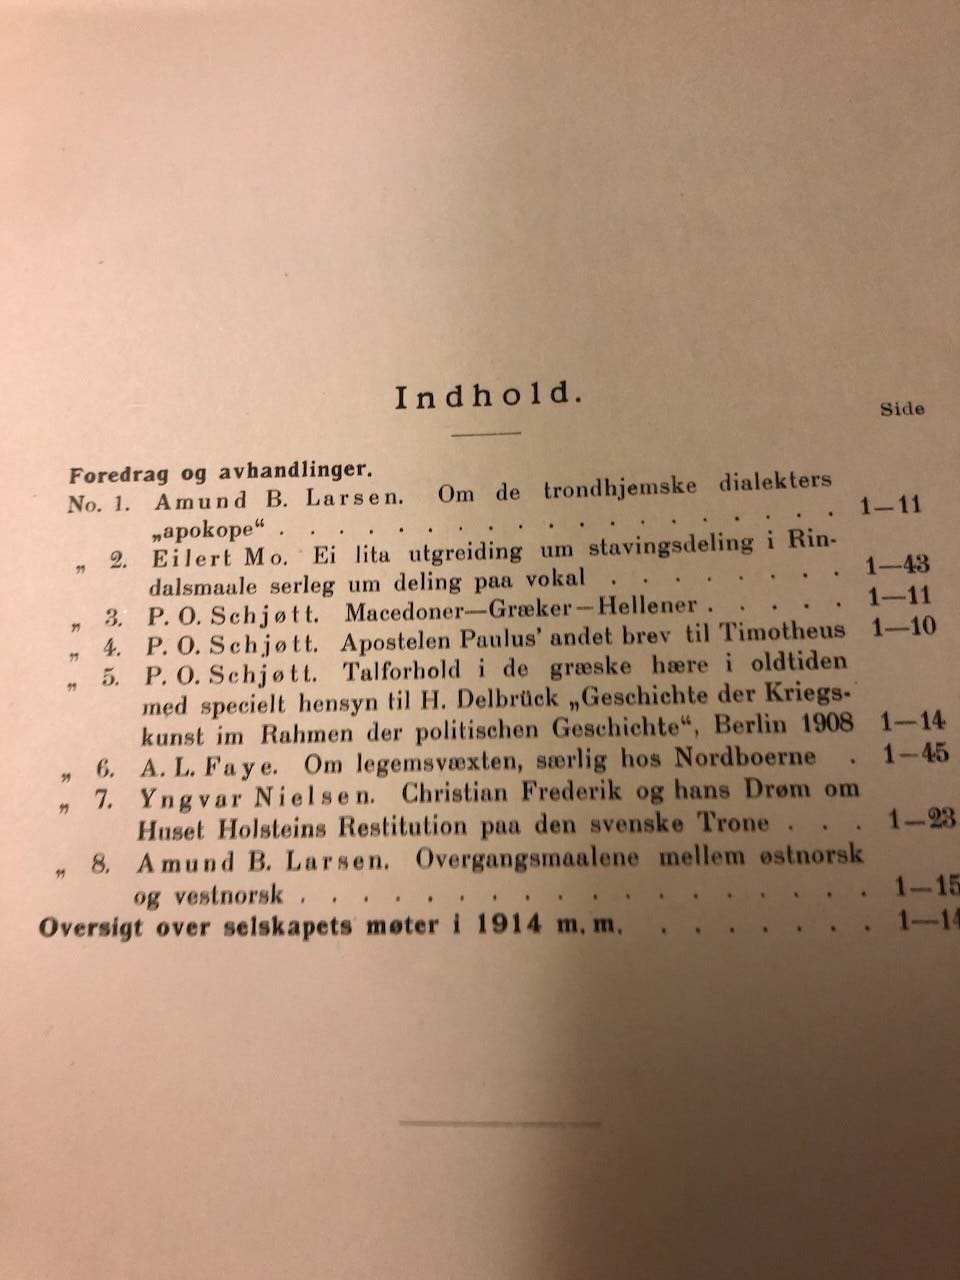 Indhold.
Side
Foredrag og avhandlinger.
No. 1. Amund B. Larsen. Om de trondhjemske dialekters
„apokope“ . . . . . . . . . . . . . . . . . 1—11
„ 2. Eilert Mo. Ei lita utgreiding um stavingsdeling i Rin-
dalsmaale serleg um deling paa vokal . . . . . . . . 1—43
„ 3. P. O. Schjøtt. Macedoner—Græker—Hellener . . . . . 1—11
„ 4. P. O. Schjøtt. Apostelen Paulus’ andet brev til Timotheus 1—10
„ 5. P. O. Schjøtt. Talforhold i de græske hære i oldtiden
med specielt hensyn til H. Delbrück „Geschichte der Kriegs-
kunst im Rahmen der politischen Geschichte“, Berlin 1908 1—14
„ 6. A. L. Faye. Om legemsvæxten, særlig hos Nordboerne . 1—45
„ 7. Yngvar Nielsen. Christian Frederik og hans Drøm om
Huset Holsteins Restitution paa den svenske Trone . . . 1—23
„ 8. Amund B. Larsen. Overgangsmaalene mellem østnorsk
og vestnorsk . . . . . . . . . . . . . . . . . 1—15
Oversigt over selskapets møter i 1914 m. m. . . . . . . . 1—14